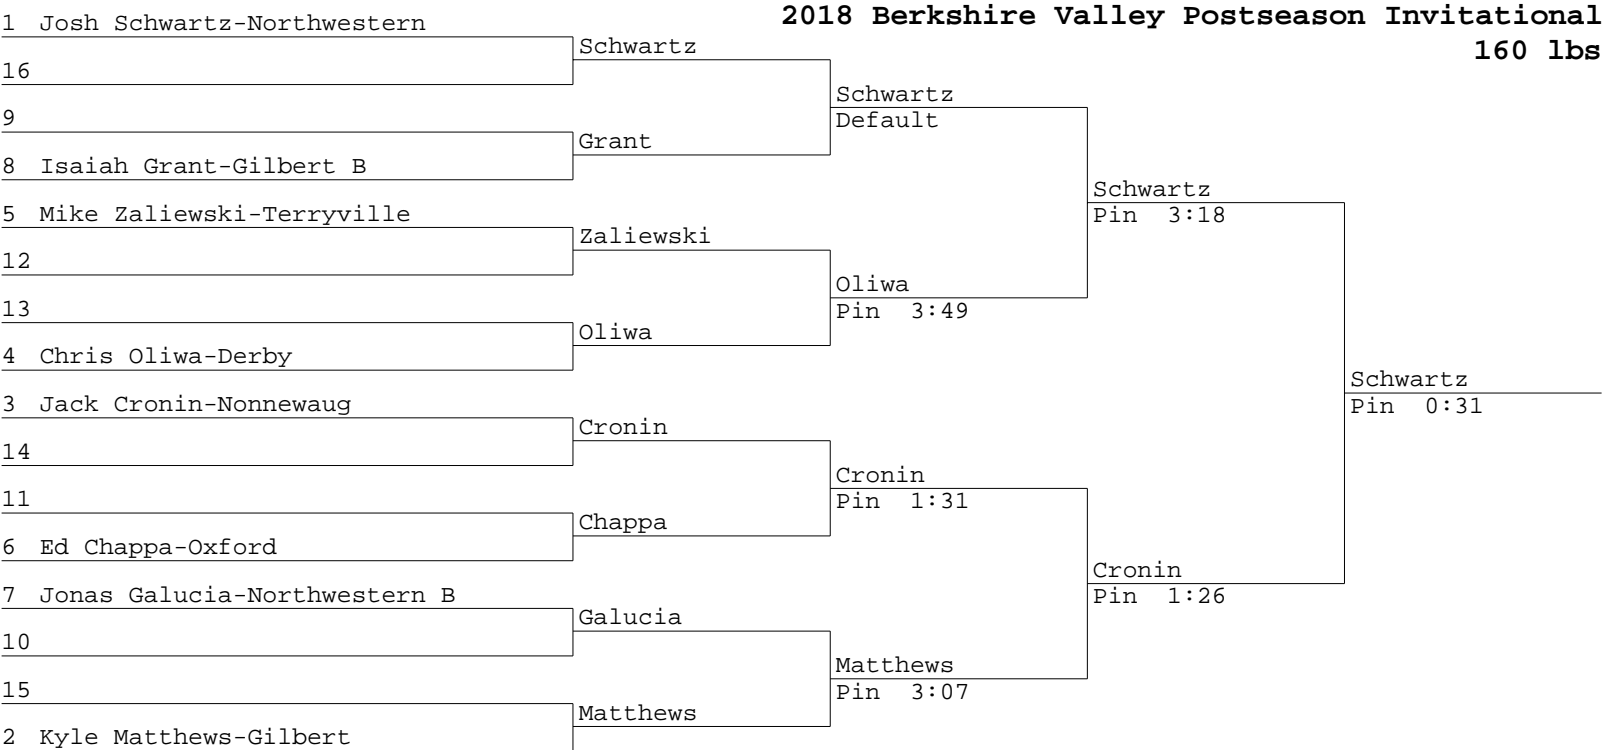 2018 Berkshire Valley Postseason Invitational
160 lbs
1 Josh Schwartz-Northwestern
16
9
8 Isaiah Grant-Gilbert B
5 Mike Zaliewski-Terryville
12
13
4 Chris Oliwa-Derby
3 Jack Cronin-Nonnewaug
14
11
6 Ed Chappa-Oxford
7 Jonas Galucia-Northwestern B
10
15
2 Kyle Matthews-Gilbert
Schwartz
Grant
Zaliewski
Oliwa
Cronin
Chappa
Galucia
Matthews
Schwartz
Default
Oliwa
Pin 3:49
Cronin
Pin 1:31
Matthews
Pin 3:07
Schwartz
Pin 3:18
Cronin
Pin 1:26
Schwartz
Pin 0:31